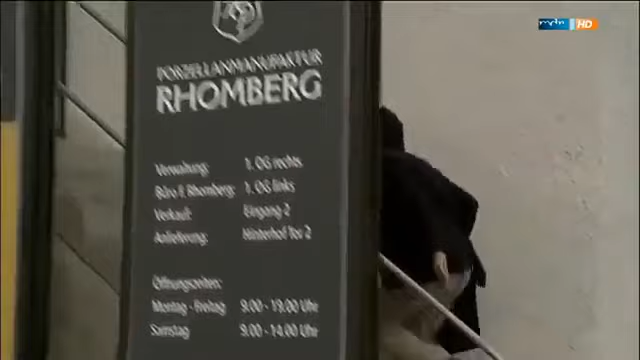 mdr HD
PORZELLANMANUFAKTUR
RHOMBERG
Verwaltung: 1. OG rechts
Büro F. Rhomberg: 1. OG links
Verkauf: Eingang 2
Anlieferung: Hinterhof Tor 2
Öffnungszeiten:
Montag - Freitag 9:00 - 19:00 Uhr
Samstag 9:00 - 14:00 Uhr